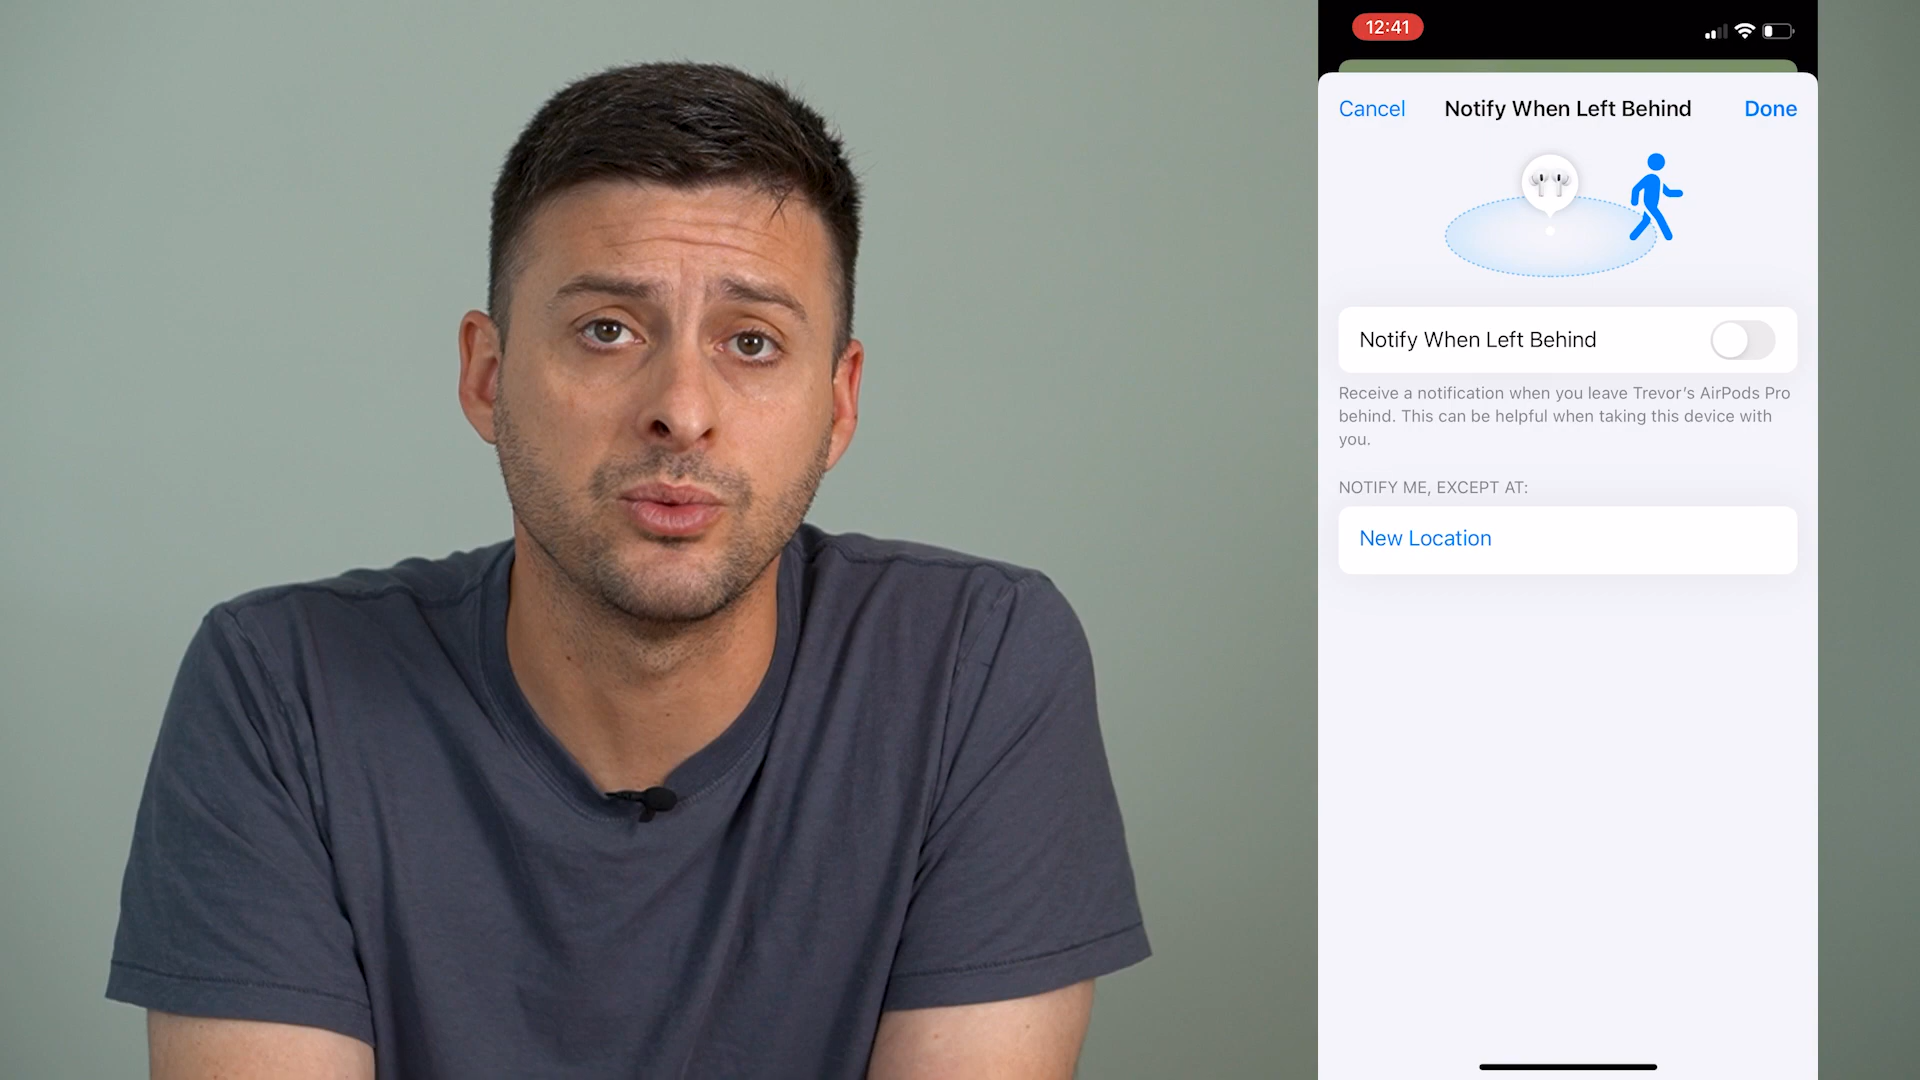 12:41
Cancel Notify When Left Behind Done
Notify When Left Behind
Receive a notification when you leave Trevor’s AirPods Pro
behind. This can be helpful when taking this device with
you.
NOTIFY ME, EXCEPT AT:
New Location